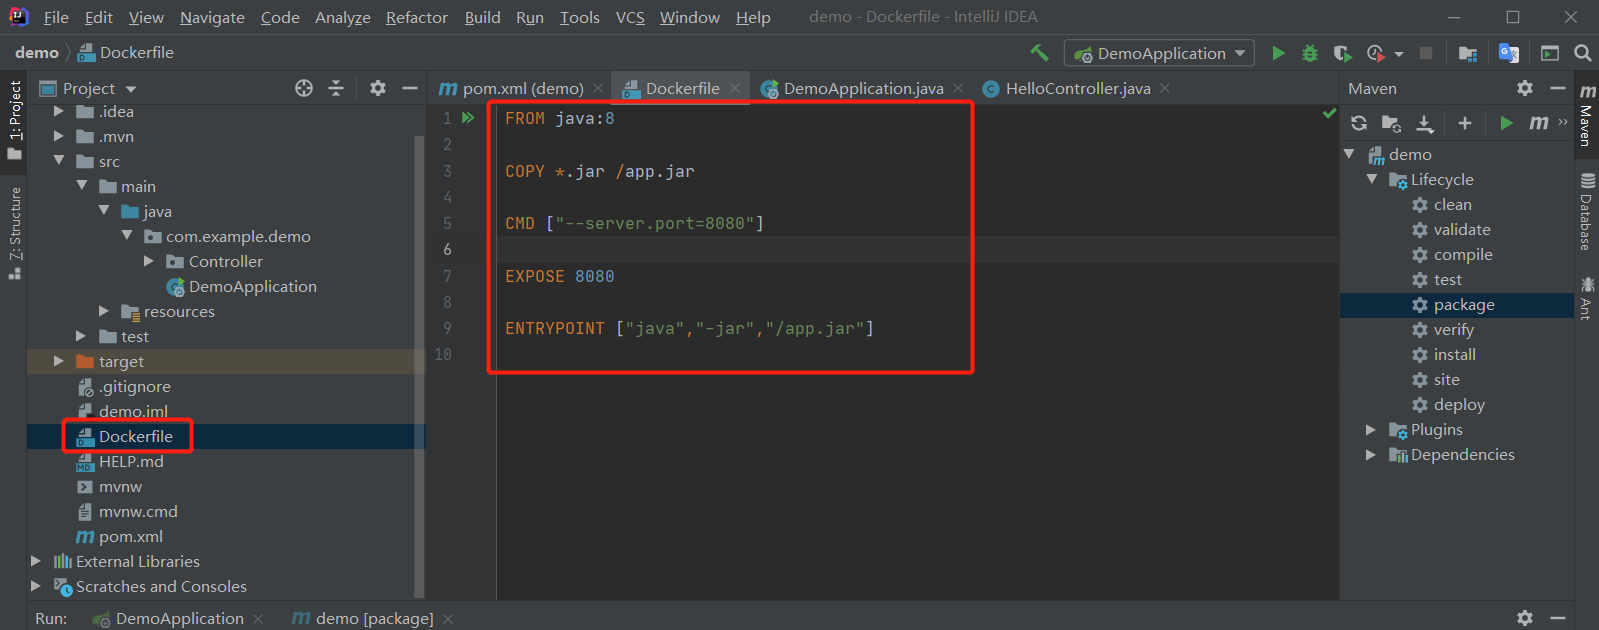 File Edit View Navigate Code Analyze Refactor Build Run Tools VCS Window Help demo - Dockerfile - IntelliJ IDEA
demo Dockerfile DemoApplication
Project
pom.xml (demo) Dockerfile DemoApplication.java HelloController.java
Maven
1: Project
7: Structure
.idea
.mvn
src
main
java
com.example.demo
Controller
DemoApplication
resources
test
target
.gitignore
demo.iml
Dockerfile
HELP.md
mvnw
mvnw.cmd
pom.xml
External Libraries
Scratches and Consoles
1 FROM java:8
2
3 COPY *.jar /app.jar
4
5 CMD ["--server.port=8080"]
6
7 EXPOSE 8080
8
9 ENTRYPOINT ["java","-jar","/app.jar"]
10
demo
Lifecycle
clean
validate
compile
test
package
verify
install
site
deploy
Plugins
Dependencies
Maven
Database
Ant
Run: DemoApplication demo [package]